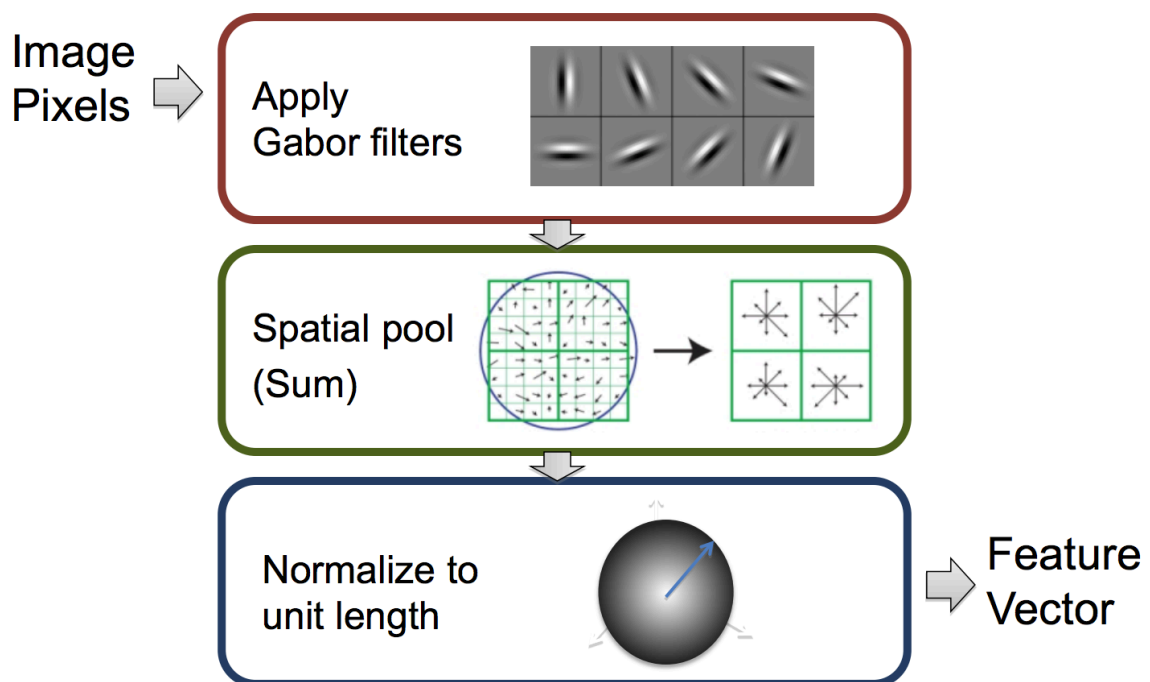 Image
Pixels
Apply
Gabor filters
Spatial pool
(Sum)
Normalize to
unit length
Feature
Vector